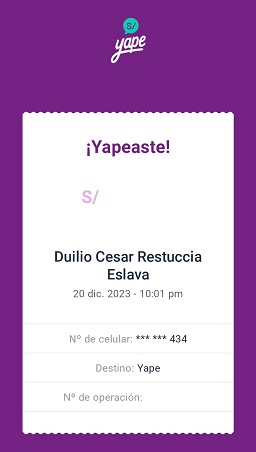 S/
yape
¡Yapeaste!
S/
Duilio Cesar Restuccia
Eslava
20 dic. 2023 - 10:01 pm
Nº de celular: *** *** 434
Destino: Yape
Nº de operación: